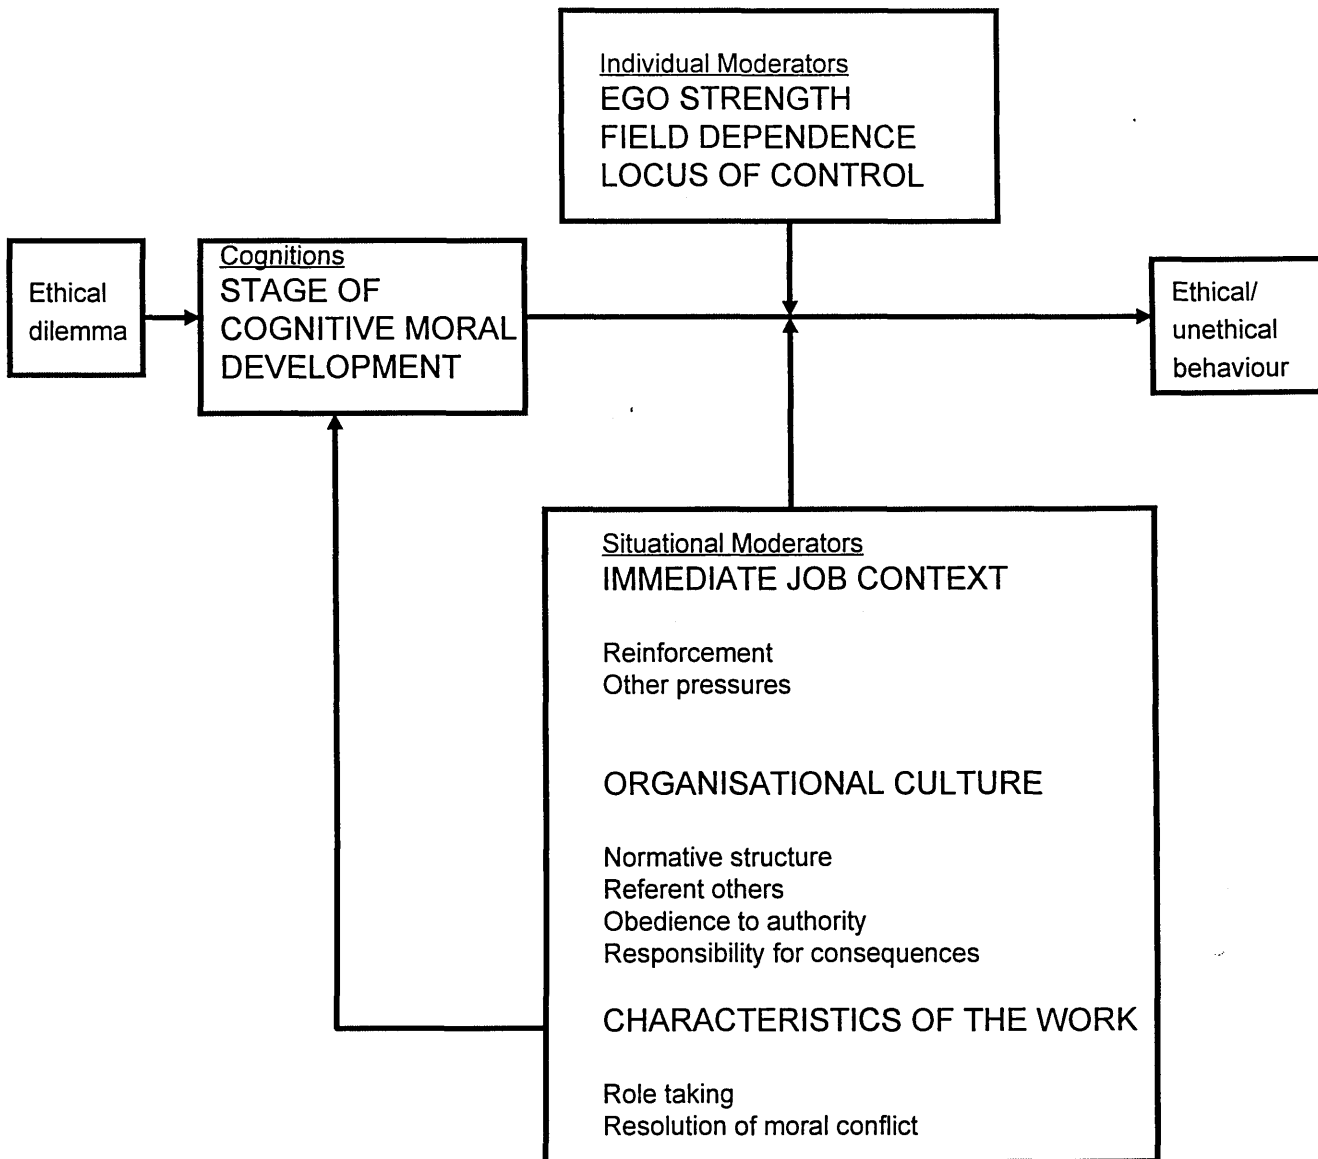 Individual Moderators
EGO STRENGTH
FIELD DEPENDENCE
LOCUS OF CONTROL
Ethical
dilemma
Cognitions
STAGE OF
COGNITIVE MORAL
DEVELOPMENT
Ethical/
unethical
behaviour
Situational Moderators
IMMEDIATE JOB CONTEXT
Reinforcement
Other pressures
ORGANISATIONAL CULTURE
Normative structure
Referent others
Obedience to authority
Responsibility for consequences
CHARACTERISTICS OF THE WORK
Role taking
Resolution of moral conflict